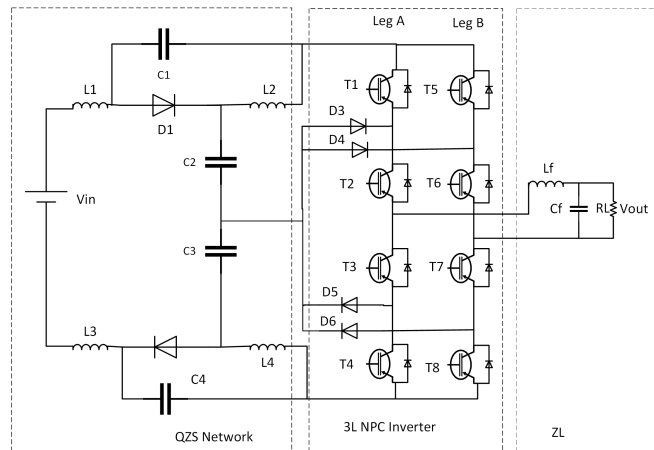 Leg A
Leg B
C1
L1
L2
D1
T1
T5
D3
D4
C2
T2
T6
Lf
Vin
Cf
RL
Vout
C3
T3
T7
D5
D6
L3
L4
C4
T4
T8
QZS Network
3L NPC Inverter
ZL